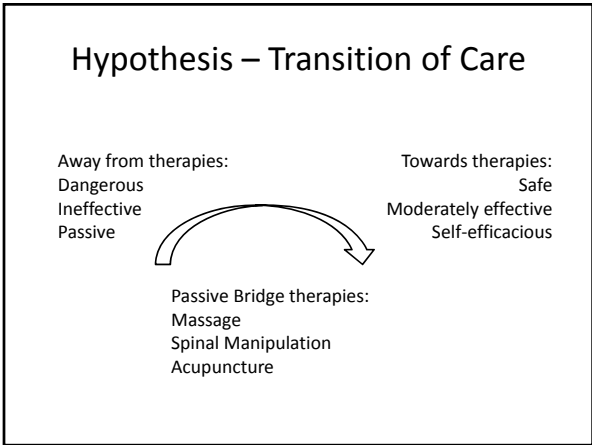 Hypothesis – Transition of Care
Away from therapies:
Dangerous
Ineffective
Passive
Towards therapies:
Safe
Moderately effective
Self-efficacious
Passive Bridge therapies:
Massage
Spinal Manipulation
Acupuncture